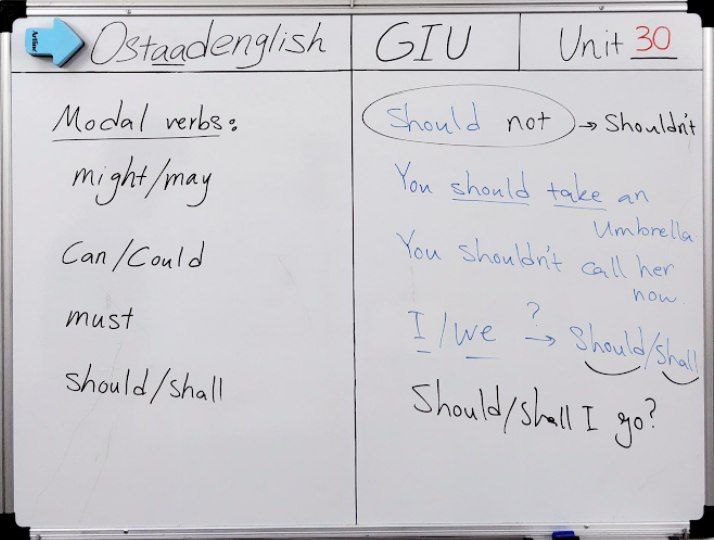 Artline
Ostaadenglish
GIU
Unit 30
Modal verbs:
might/may
Can/Could
must
should/shall
Should not → Shouldn't
You should take an
Umbrella
You shouldn't call her
now.
I/we ? → Should/Shall
Should/shall I go?